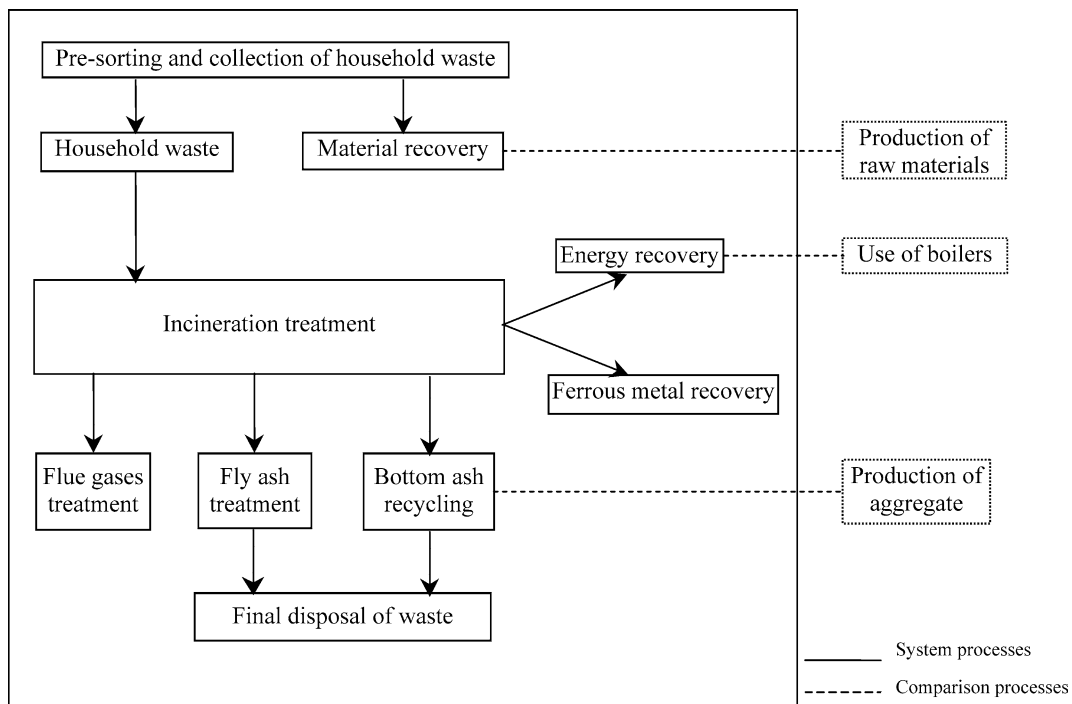 Pre-sorting and collection of household waste
Household waste
Material recovery
Production of
raw materials
Energy recovery
Use of boilers
Incineration treatment
Ferrous metal recovery
Flue gases
treatment
Fly ash
treatment
Bottom ash
recycling
Production of
aggregate
Final disposal of waste
System processes
Comparison processes